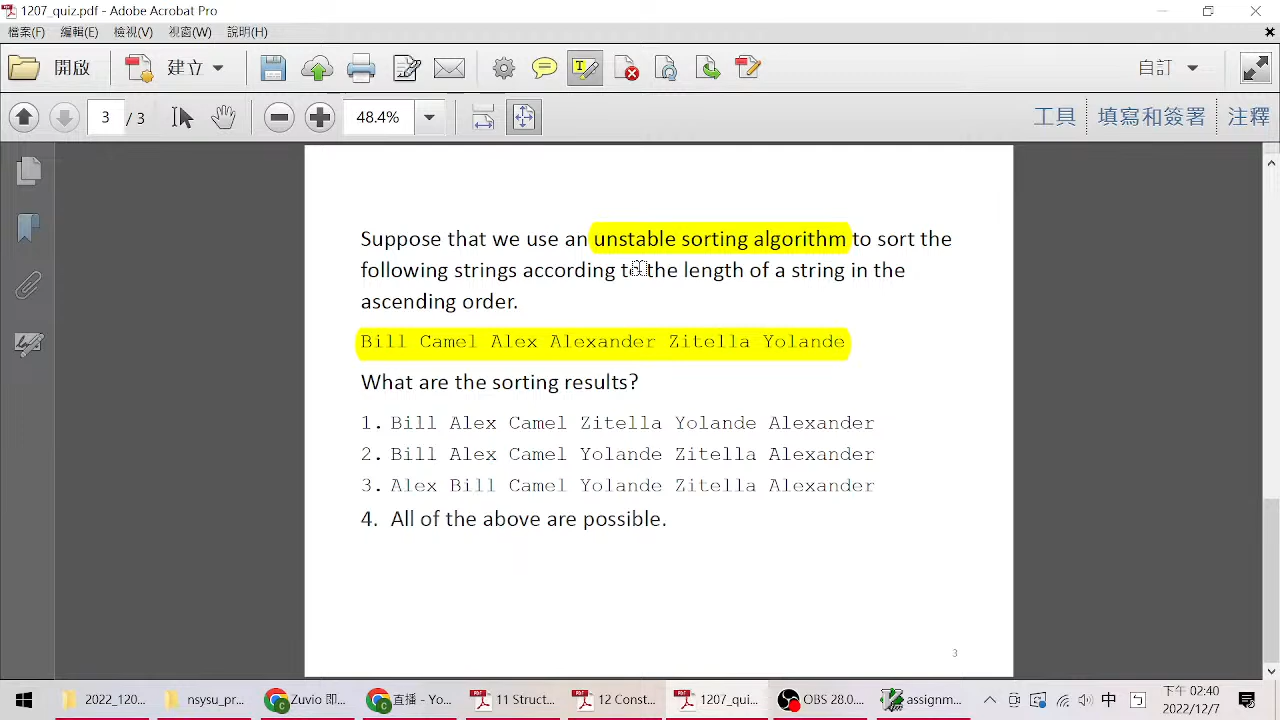 1207_quiz.pdf - Adobe Acrobat Pro
檔案(F) 編輯(E) 檢視(V) 視窗(W) 說明(H)
開啟 建立 自訂
3 / 3 48.4% 工具 填寫和簽署 注釋
Suppose that we use an unstable sorting algorithm to sort the
following strings according to the length of a string in the
ascending order.
Bill Camel Alex Alexander Zitella Yolande
What are the sorting results?
1. Bill Alex Camel Zitella Yolande Alexander
2. Bill Alex Camel Yolande Zitella Alexander
3. Alex Bill Camel Yolande Zitella Alexander
4. All of the above are possible.
3
2022_120... nsysu_pr... Zuvio 即... 直播 - Yo... 11 Struct... 12 Const... 1207_qui... OBS 28.0... assignm... 中 下午 02:40
2022/12/7